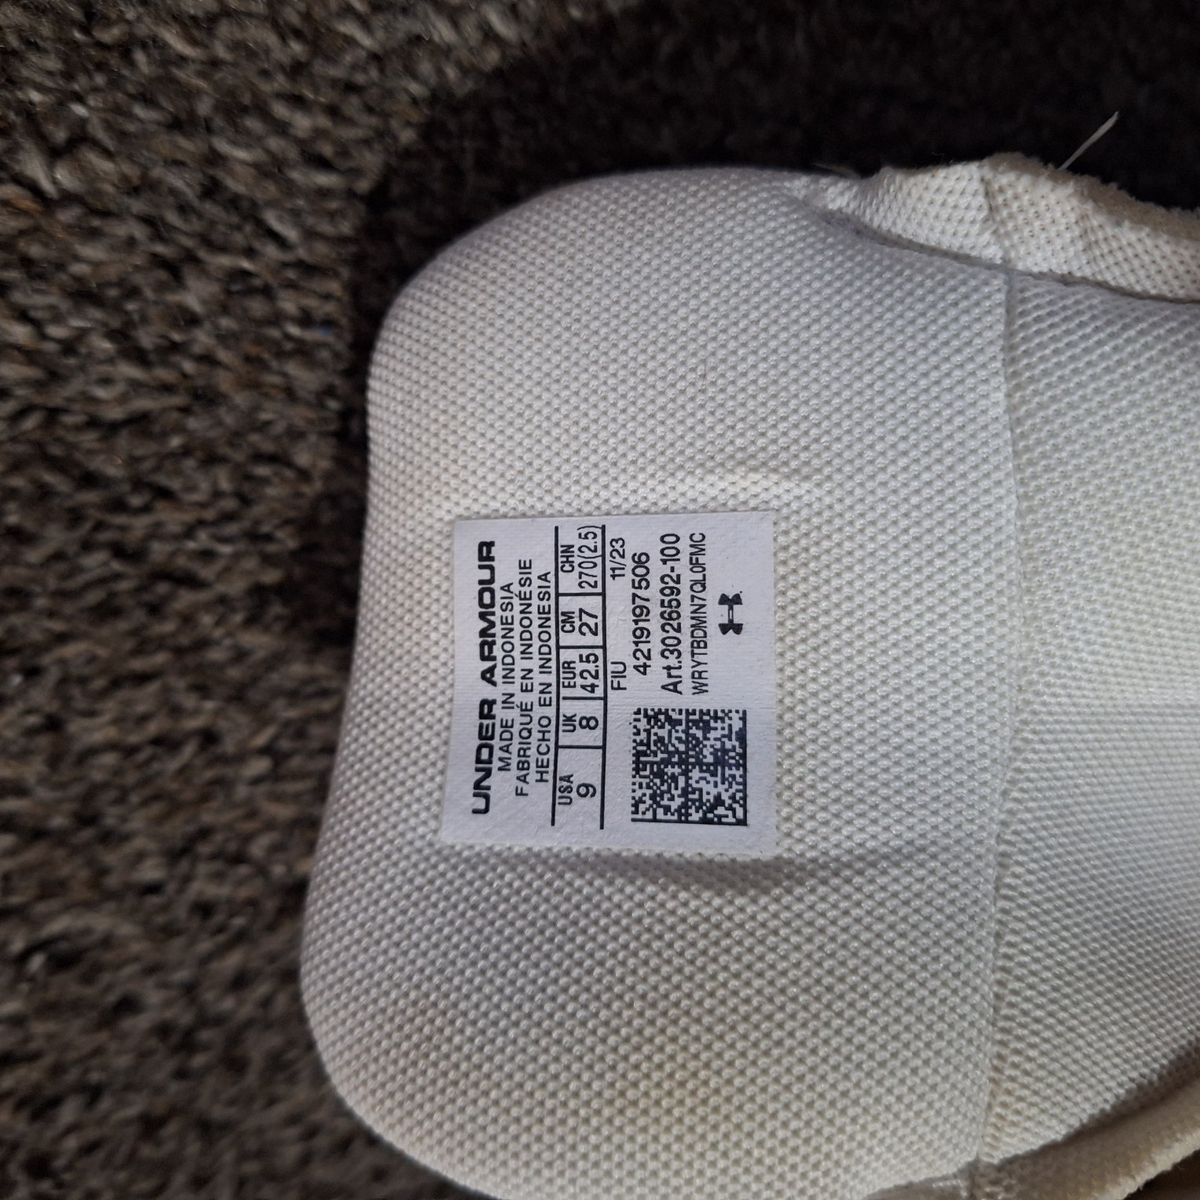 UNDER ARMOUR
MADE IN INDONESIA
FABRIQUÉ EN INDONÉSIE
HECHO EN INDONESIA
USA UK EUR CM CHN
9 8 42.5 27 270(2.5)
FIU 11/23
4219197506
Art.3026592-100
WRYTBDMN7QL0FMC